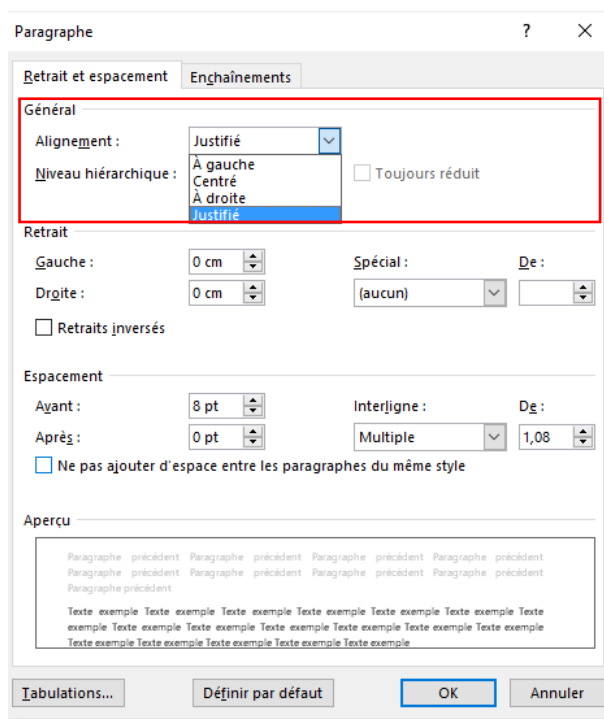 Paragraphe ?
Retrait et espacement Enchaînements
Général
Alignement : Justifié
À gauche
Niveau hiérarchique : Centré Toujours réduit
À droite
Justifié
Retrait
Gauche : 0 cm Spécial : De :
Droite : 0 cm (aucun)
Retraits inversés
Espacement
Avant : 8 pt Interligne : De :
Après : 0 pt Multiple 1,08
Ne pas ajouter d'espace entre les paragraphes du même style
Aperçu
Paragraphe précédent Paragraphe précédent Paragraphe précédent Paragraphe précédent
Paragraphe précédent Paragraphe précédent Paragraphe précédent Paragraphe précédent
Paragraphe précédent
Texte exemple Texte exemple Texte exemple Texte exemple Texte exemple Texte exemple Texte
exemple Texte exemple Texte exemple Texte exemple Texte exemple Texte exemple Texte exemple
Texte exemple Texte exemple Texte exemple Texte exemple Texte exemple
Tabulations... Définir par défaut OK Annuler